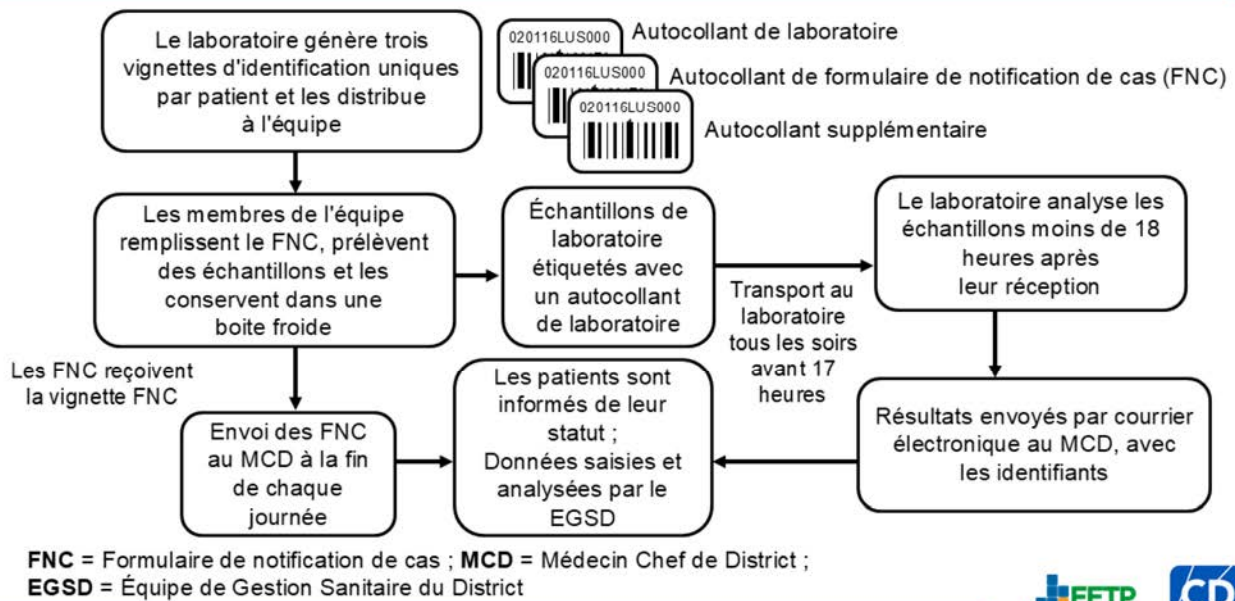 Le laboratoire génère trois
vignettes d'identification uniques
par patient et les distribue
à l'équipe
020116LUS000
Autocollant de laboratoire
020116LUS000
Autocollant de formulaire de notification de cas (FNC)
020116LUS000
Autocollant supplémentaire
Les membres de l'équipe
remplissent le FNC, prélèvent
des échantillons et les
conservent dans une
boite froide
Échantillons de
laboratoire
étiquetés avec
un autocollant
de laboratoire
Transport au
laboratoire
tous les soirs
avant 17
heures
Le laboratoire analyse les
échantillons moins de 18
heures après
leur réception
Les FNC reçoivent
la vignette FNC
Envoi des FNC
au MCD à la fin
de chaque
journée
Les patients sont
informés de leur
statut ;
Données saisies et
analysées par le
EGSD
Résultats envoyés par courrier
électronique au MCD, avec
les identifiants
FNC = Formulaire de notification de cas ; MCD = Médecin Chef de District ;
EGSD = Équipe de Gestion Sanitaire du District